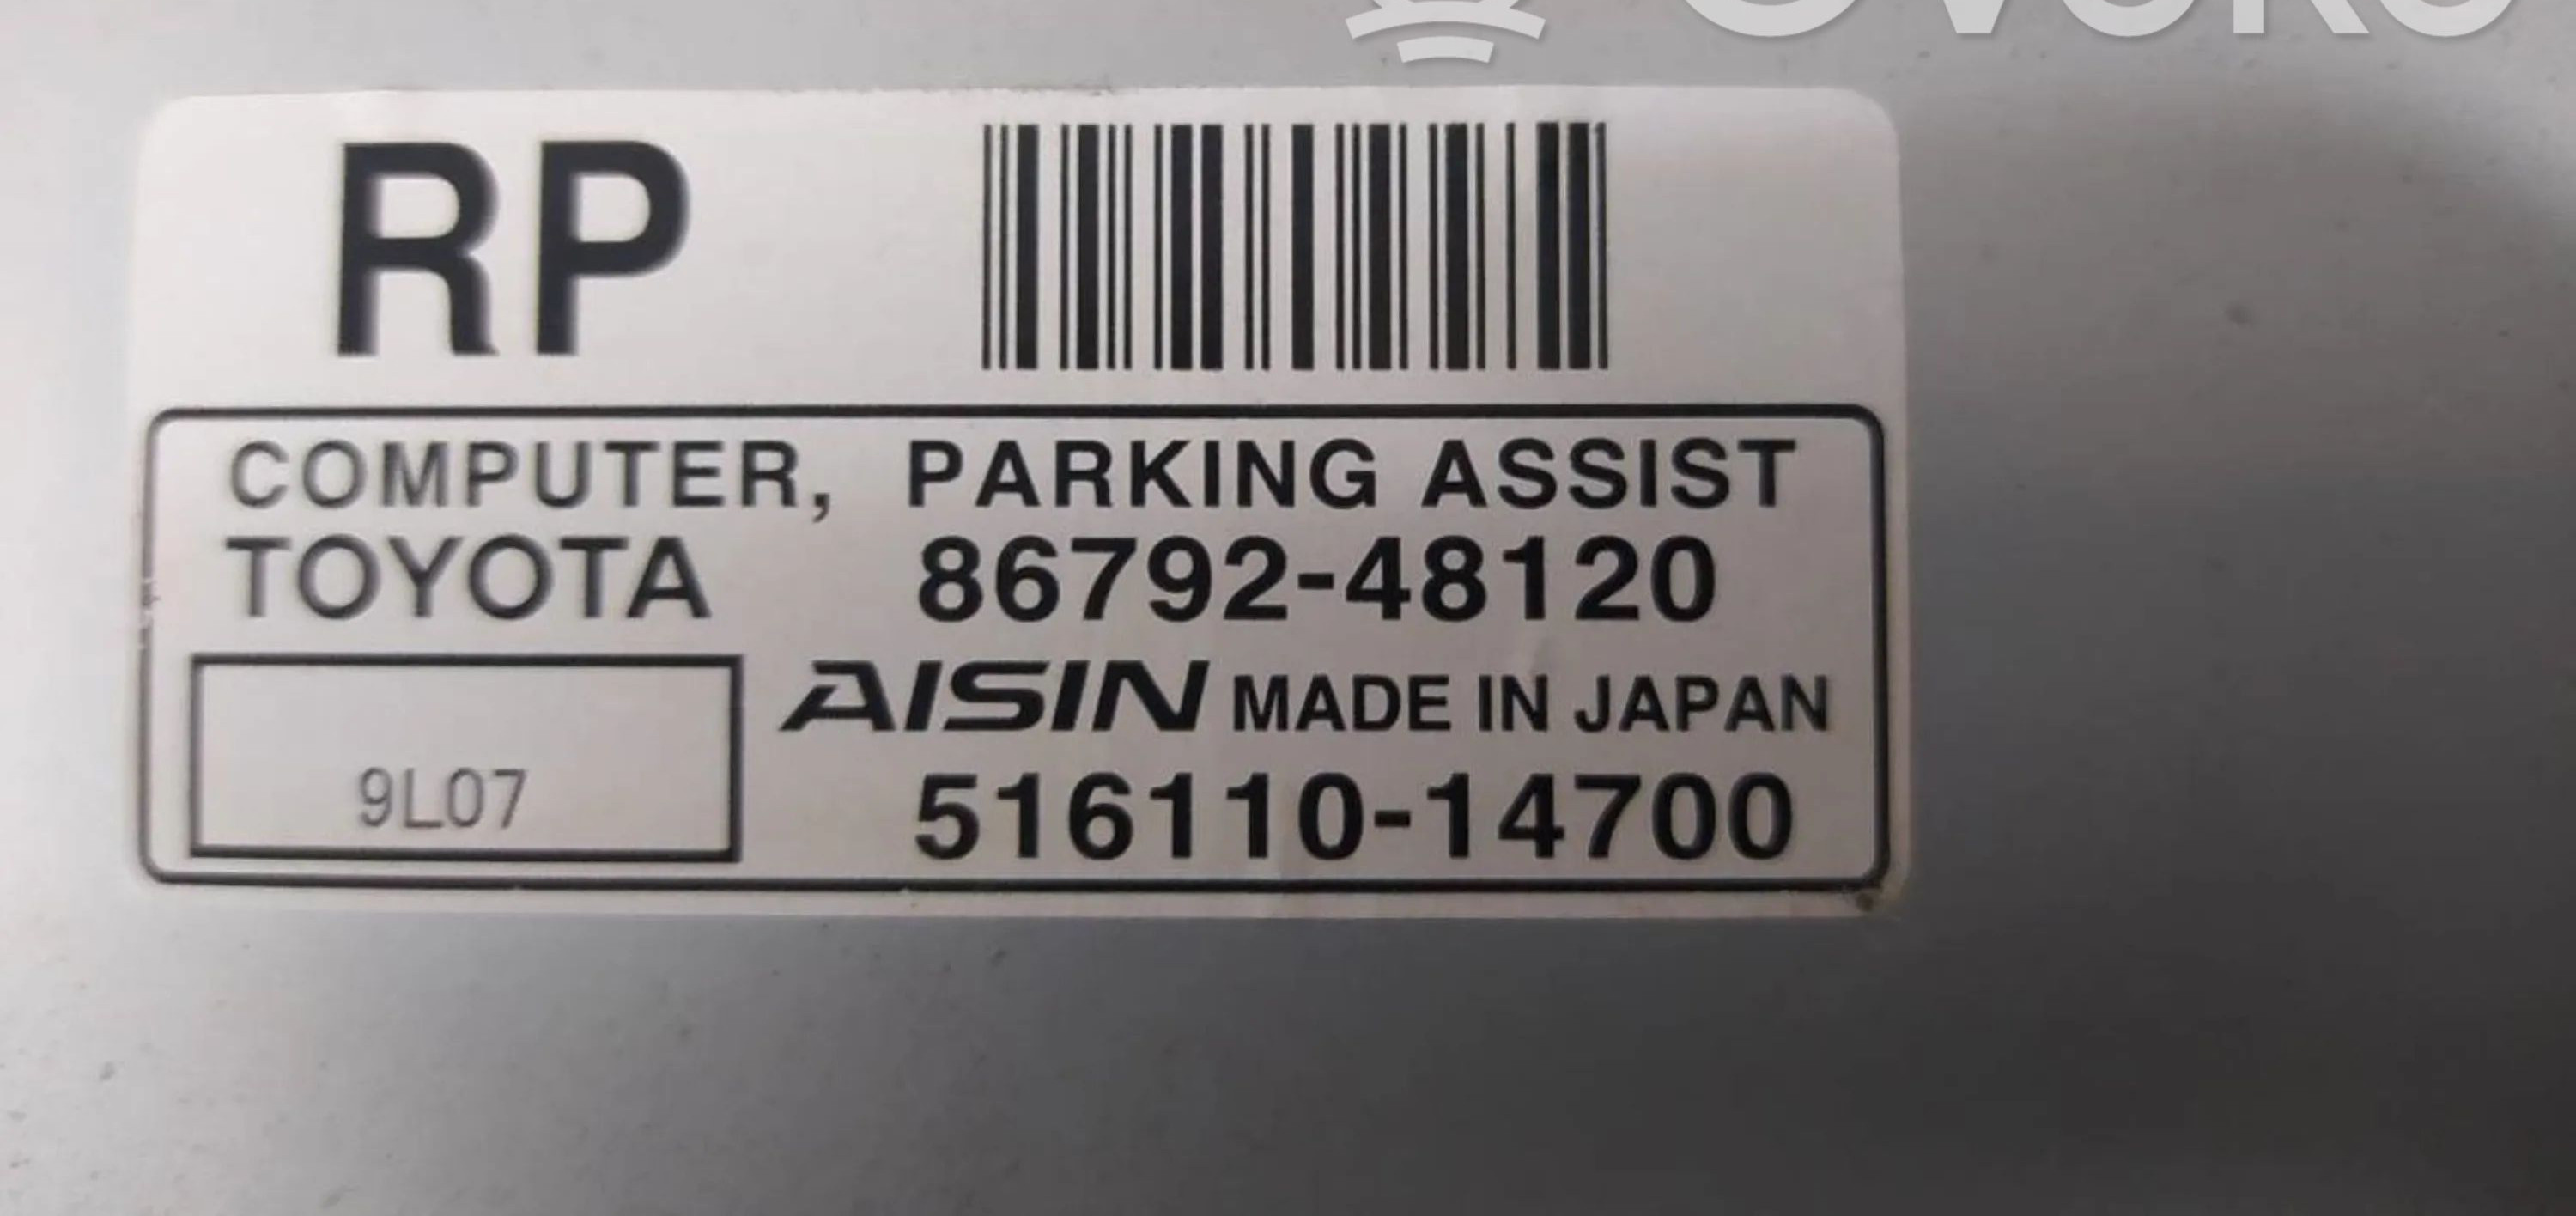 RP
COMPUTER, PARKING ASSIST
TOYOTA 86792-48120
AISIN MADE IN JAPAN
9L07
516110-14700